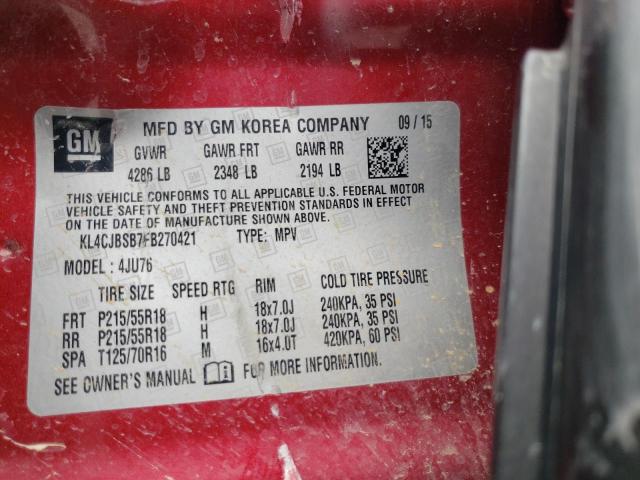 GM
MFD BY GM KOREA COMPANY 09/15
GVWR GAWR FRT GAWR RR
4286 LB 2348 LB 2194 LB
THIS VEHICLE CONFORMS TO ALL APPLICABLE U.S. FEDERAL MOTOR
VEHICLE SAFETY AND THEFT PREVENTION STANDARDS IN EFFECT
ON THE DATE OF MANUFACTURE SHOWN ABOVE.
KL4CJBSB7FB270421 TYPE: MPV
MODEL: 4JU76
TIRE SIZE SPEED RTG RIM COLD TIRE PRESSURE
FRT P215/55R18 H 18x7.0J 240KPA, 35 PSI
RR P215/55R18 H 18x7.0J 240KPA, 35 PSI
SPA T125/70R16 M 16x4.0T 420KPA, 60 PSI
SEE OWNER'S MANUAL FOR MORE INFORMATION.